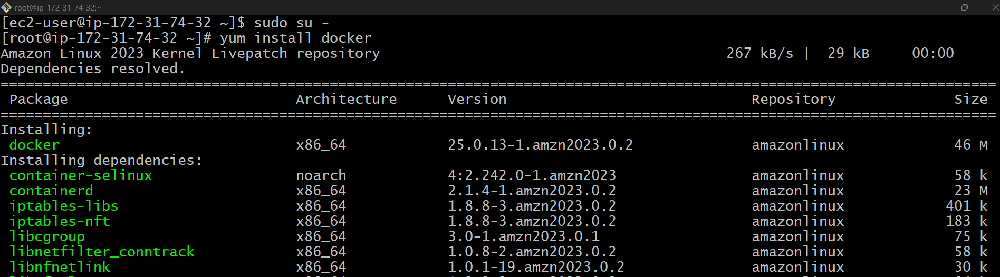 root@ip-172-31-74-32:~
[ec2-user@ip-172-31-74-32 ~]$ sudo su -
[root@ip-172-31-74-32 ~]# yum install docker
Amazon Linux 2023 Kernel Livepatch repository 267 kB/s | 29 kB 00:00
Dependencies resolved.
================================================================================
Package Architecture Version Repository Size
================================================================================
Installing:
docker x86_64 25.0.13-1.amzn2023.0.2 amazonlinux 46 M
Installing dependencies:
container-selinux noarch 4:2.242.0-1.amzn2023 amazonlinux 58 k
containerd x86_64 2.1.4-1.amzn2023.0.2 amazonlinux 23 M
iptables-libs x86_64 1.8.8-3.amzn2023.0.2 amazonlinux 401 k
iptables-nft x86_64 1.8.8-3.amzn2023.0.2 amazonlinux 183 k
libcgroup x86_64 3.0-1.amzn2023.0.1 amazonlinux 75 k
libnetfilter_conntrack x86_64 1.0.8-2.amzn2023.0.2 amazonlinux 58 k
libnfnetlink x86_64 1.0.1-19.amzn2023.0.2 amazonlinux 30 k